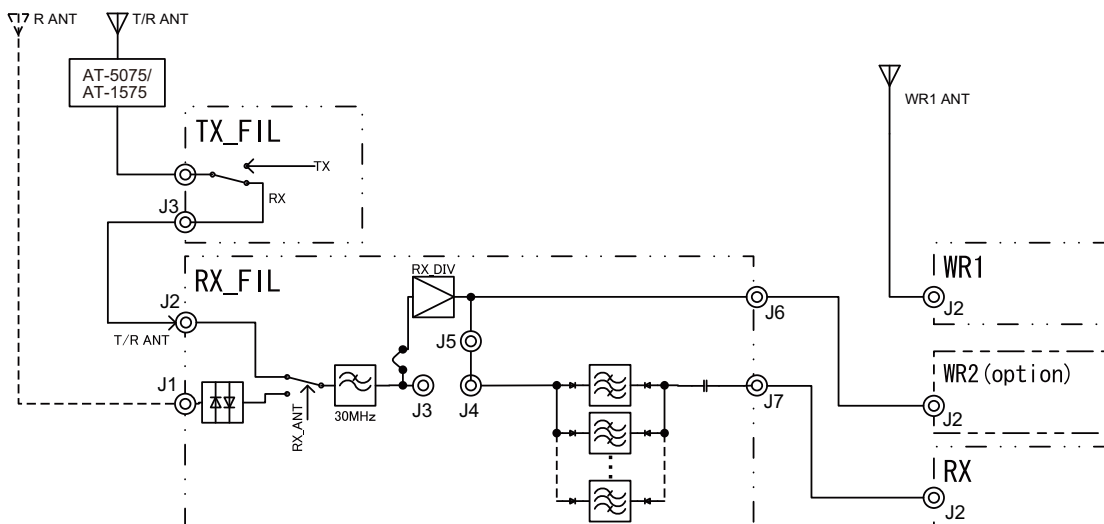 R ANT
T/R ANT
AT-5075/
AT-1575
WR1 ANT
TX_FIL
TX
RX
J3
RX_FIL
RX_DIV
WR1
J2
J2
T/R ANT
J6
J5
WR2(option)
J1
30MHz
J3
J4
J7
J2
RX_ANT
RX
J2